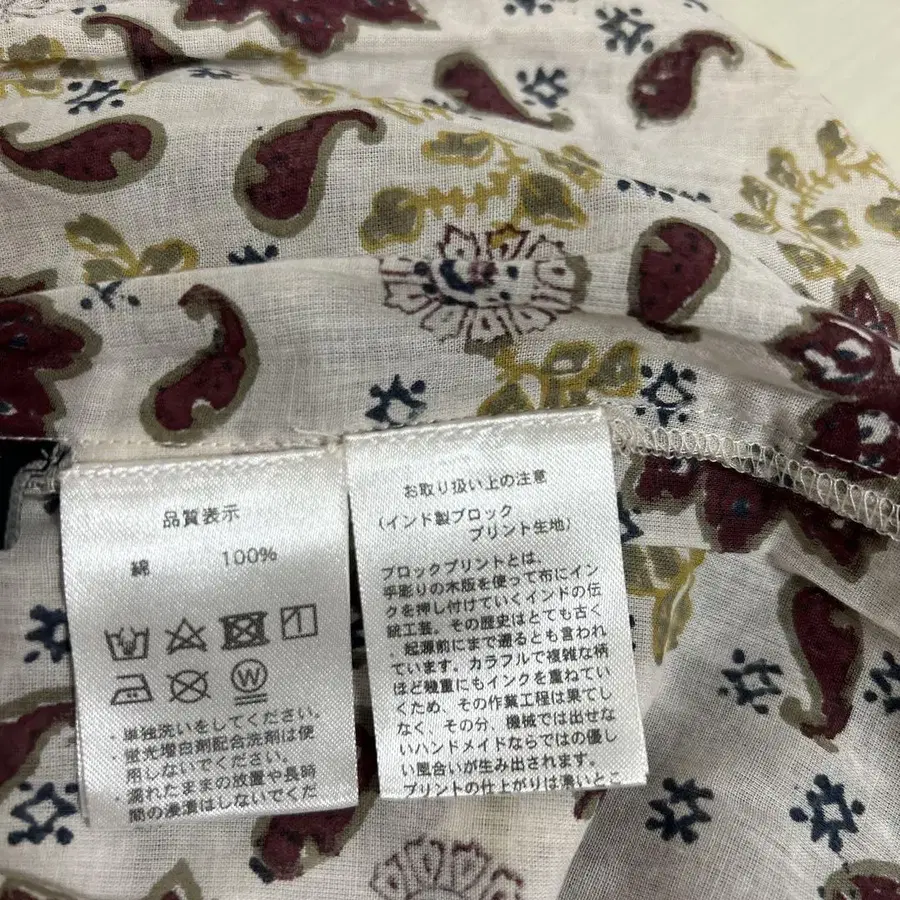 品質表示
綿 100%
W
・単独洗いをしてください。
・蛍光増白剤配合洗剤は使
用しないでください。
・濡れたままの放置や長時
間の浸漬はしないでくだ
お取り扱い上の注意
(インド製ブロック
プリント生地)
ブロックプリントとは、
手彫りの木版を使って布にイン
クを押し付けていくインドの伝
統工芸。その歴史はとても古く
、起源前にまで遡るとも言われ
ています。カラフルで複雑な柄
ほど幾重にもインクを重ねてい
くため、その作業工程は果てし
なく、その分、機械では出せな
いハンドメイドならではの優し
い風合いが生み出されます。
プリントの仕上がりは濃いとこ